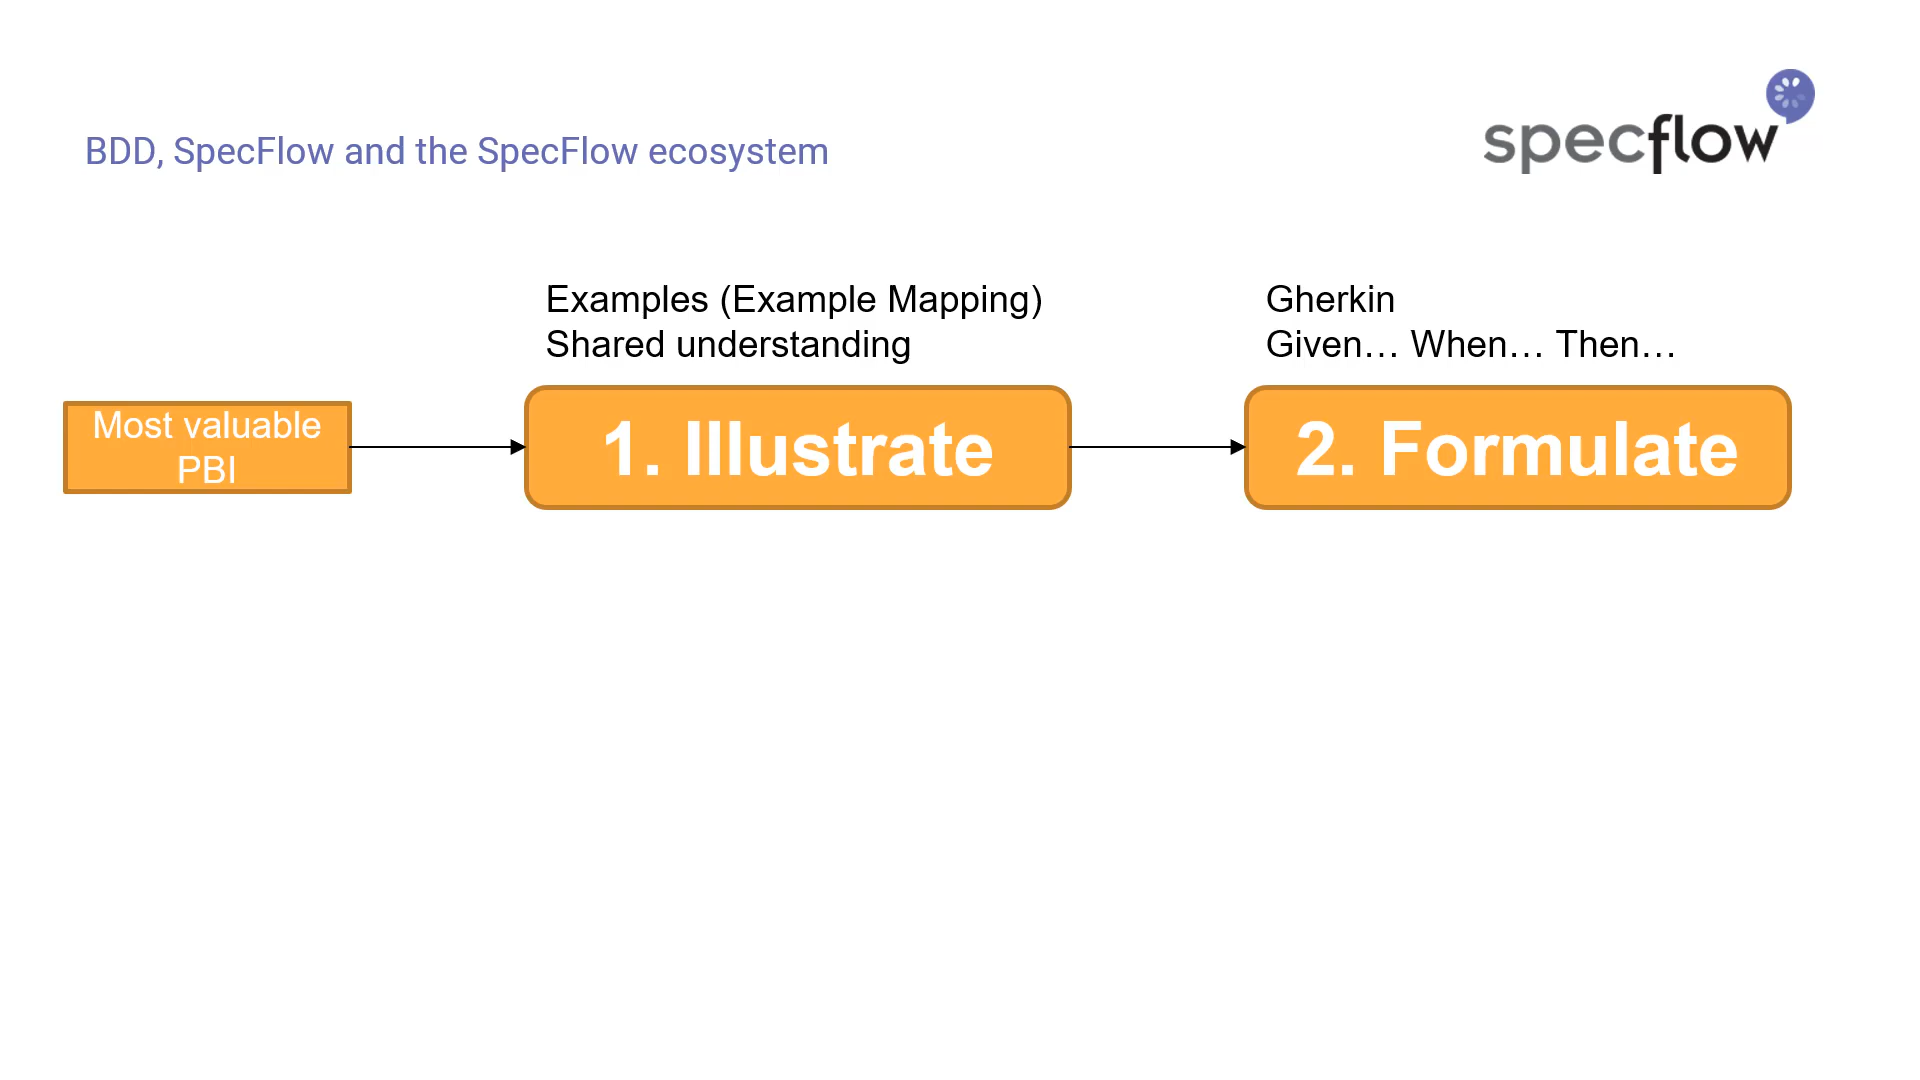 BDD, SpecFlow and the SpecFlow ecosystem
specflow
Examples (Example Mapping)
Shared understanding
Gherkin
Given… When… Then…
Most valuable
PBI
1. Illustrate
2. Formulate